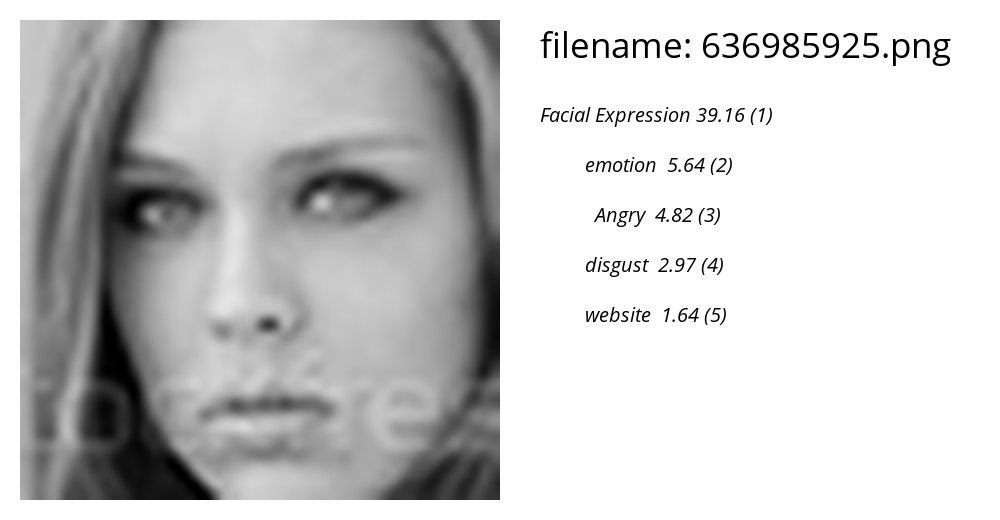 filename: 636985925.png
Facial Expression 39.16 (1)
emotion 5.64 (2)
Angry 4.82 (3)
disgust 2.97 (4)
website 1.64 (5)